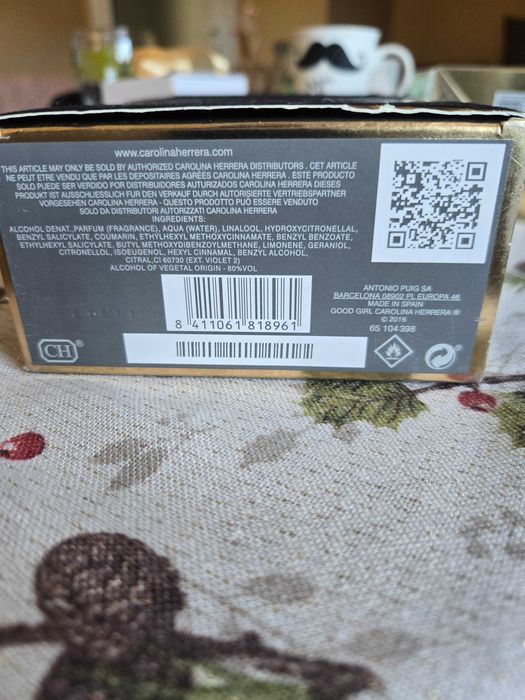 www.carolinaherrera.com
THIS ARTICLE MAY ONLY BE SOLD BY AUTHORIZED CAROLINA HERRERA DISTRIBUTORS . CET ARTICLE
NE PEUT ETRE VENDU QUE PAR LES DEPOSITAIRES AGRÉÉS CAROLINA HERRERA . ESTE PRODUCTO
SOLO PUEDE SER VERDIDO POR DISTRIBUIDORES AUTORIZADOS CAROLINA HERRERA DIESES
PRODUKT IST AUSSCHLIESSLICH FUR DEN VERKAUF DURCH AUTORISIERTE VERTRIEBSPARTNER
VORGESEHEN CAROLINA HERRERA - QUESTO PRODOTTO PUÓ ESSERE VENDUTO
SOLO DA DISTRIBUTORI AUTORIZZATI CAROLINA HERRERA
INGREDIENTS:
ALCOHOL DENAT.,PARFUM (FRAGRANCE), AQUA (WATER), LINALOOL, HYDROXYCITRONELLAL,
BENZYL SALICYLATE, COUMARIN, ETHYLHEXYL METHOXYCINNAMATE, BENZYL BENZOATE,
ETHYLHEXYL SALICYLATE, BUTYL METHOXYDIBENZOYLMETHANE, LIMONENE, GERANIOL,
CITRONELLOL, ISOEUGENOL, HEXYL CINNAMAL, BENZYL ALCOHOL,
CITRAL,CI 60730 (EXT. VIOLET 2)
ALCOHOL OF VEGETAL ORIGIN - 80%VOL
8 411061 818961
CH
ANTONIO PUIG SA
BARCELONA 08902 PL EUROPA 46
MADE IN SPAIN
GOOD GIRL CAROLINA HERRERA ®
© 2016
65 104398